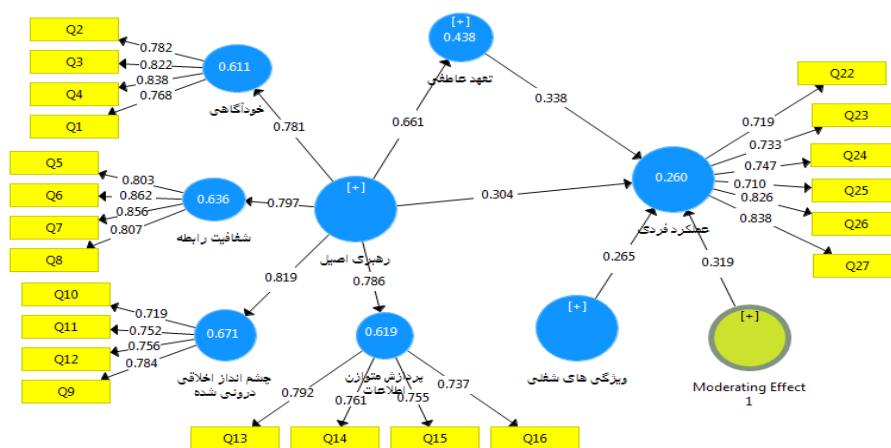 Q2
Q3
Q4
Q1
0.782
0.822
0.838
0.768
0.611
خودآگاهی
0.781
[+]
0.438
تعهد عاطفی
0.661
0.338
Q5
Q6
Q7
Q8
0.803
0.862
0.856
0.807
0.636
شفافیت رابطه
0.797
[+]
رهبری اصیل
0.304
0.260
عملکرد فردی
0.719
0.733
0.747
0.710
0.826
0.838
Q22
Q23
Q24
Q25
Q26
Q27
0.819
0.786
0.265
0.319
Q10
Q11
Q12
Q9
0.719
0.752
0.756
0.784
0.671
چشم انداز اخلاقی
درونی شده
0.619
پردازش متوازن
اطلاعات
0.792
0.761
0.755
0.737
Q13
Q14
Q15
Q16
[+]
ویژگی های شغلی
[+]
Moderating Effect
1